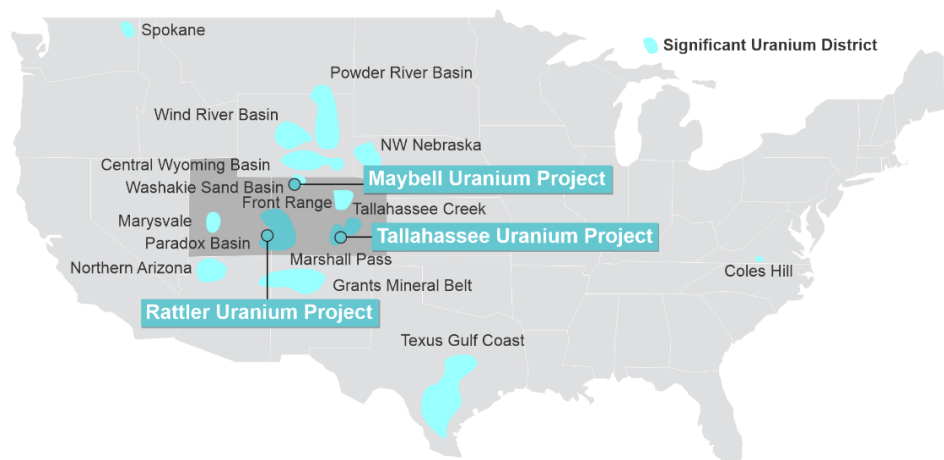 Spokane
Significant Uranium District
Powder River Basin
Wind River Basin
NW Nebraska
Central Wyoming Basin
Maybell Uranium Project
Washakie Sand Basin
Front Range
Tallahassee Creek
Marysvale
Tallahassee Uranium Project
Paradox Basin
Marshall Pass
Northern Arizona
Coles Hill
Grants Mineral Belt
Rattler Uranium Project
Texus Gulf Coast